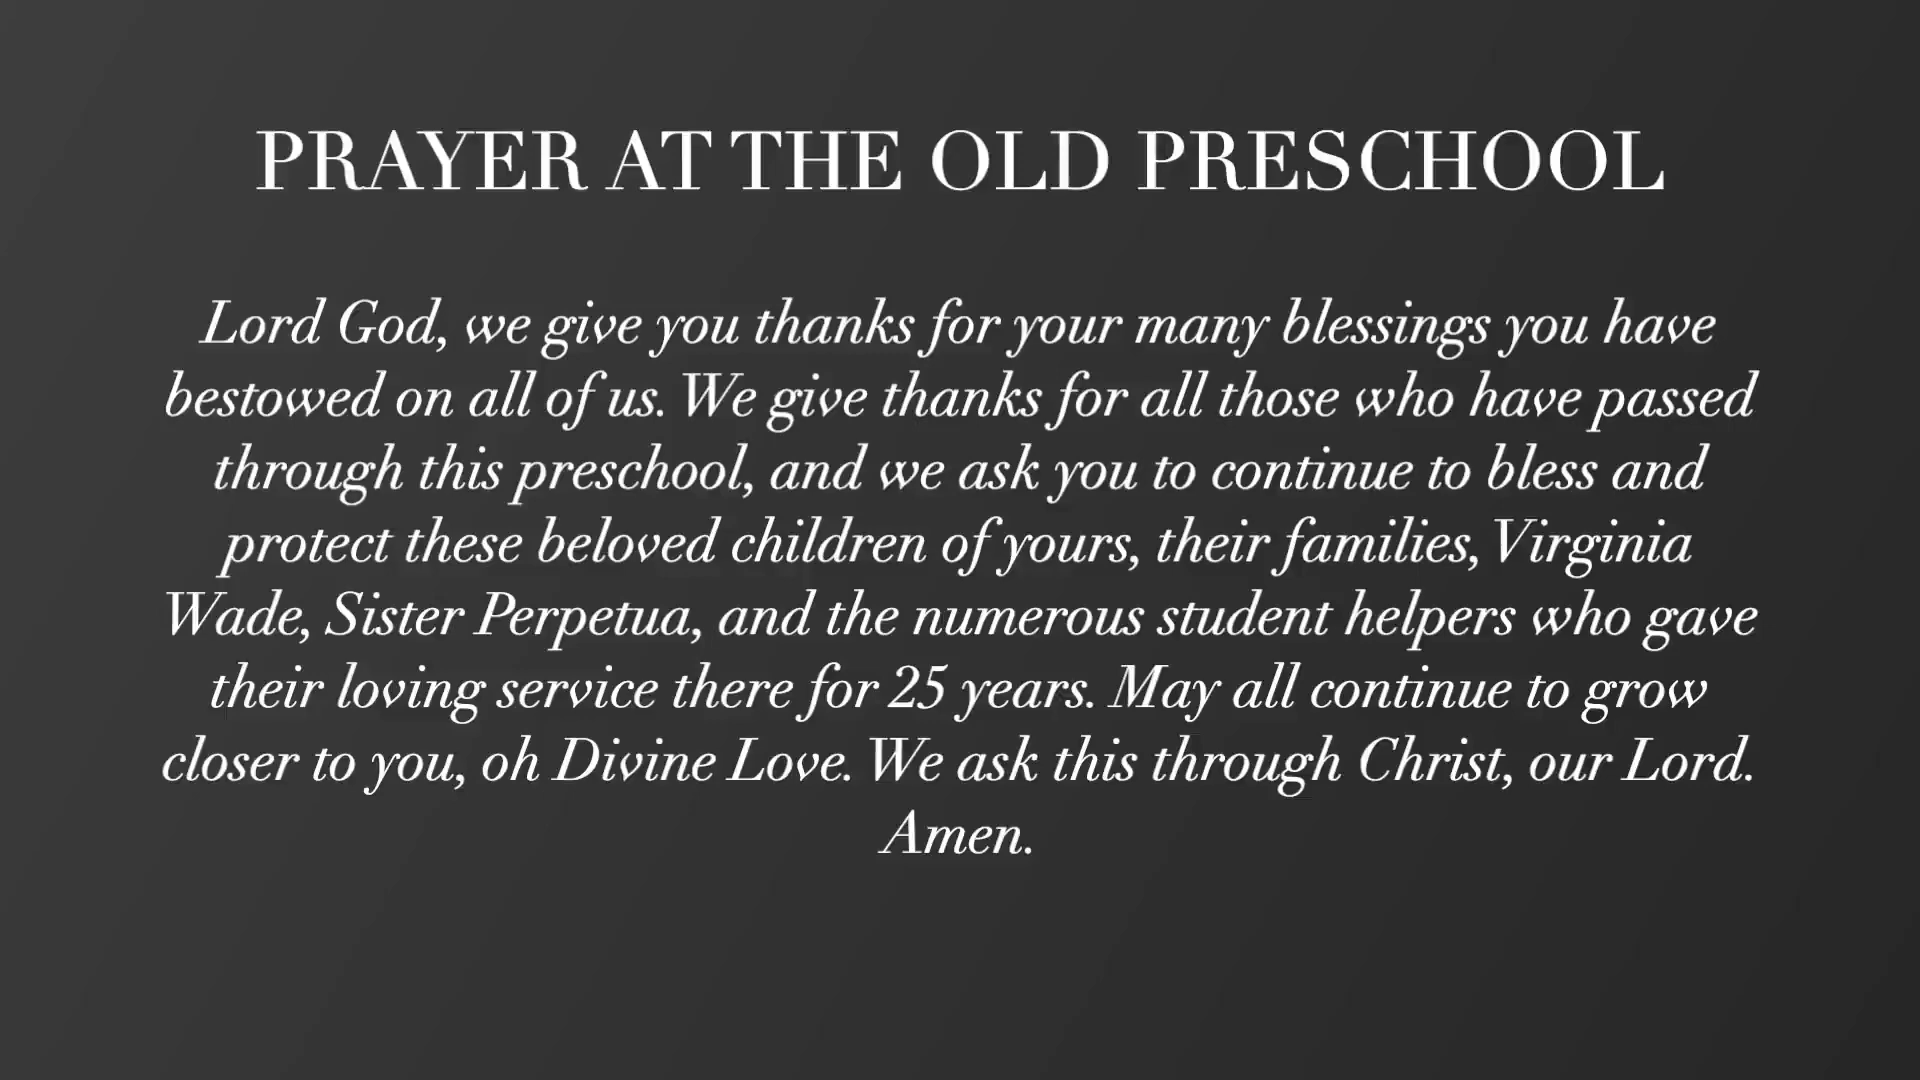 PRAYER AT THE OLD PRESCHOOL
Lord God, we give you thanks for your many blessings you have
bestowed on all of us. We give thanks for all those who have passed
through this preschool, and we ask you to continue to bless and
protect these beloved children of yours, their families, Virginia
Wade, Sister Perpetua, and the numerous student helpers who gave
their loving service there for 25 years. May all continue to grow
closer to you, oh Divine Love. We ask this through Christ, our Lord.
Amen.